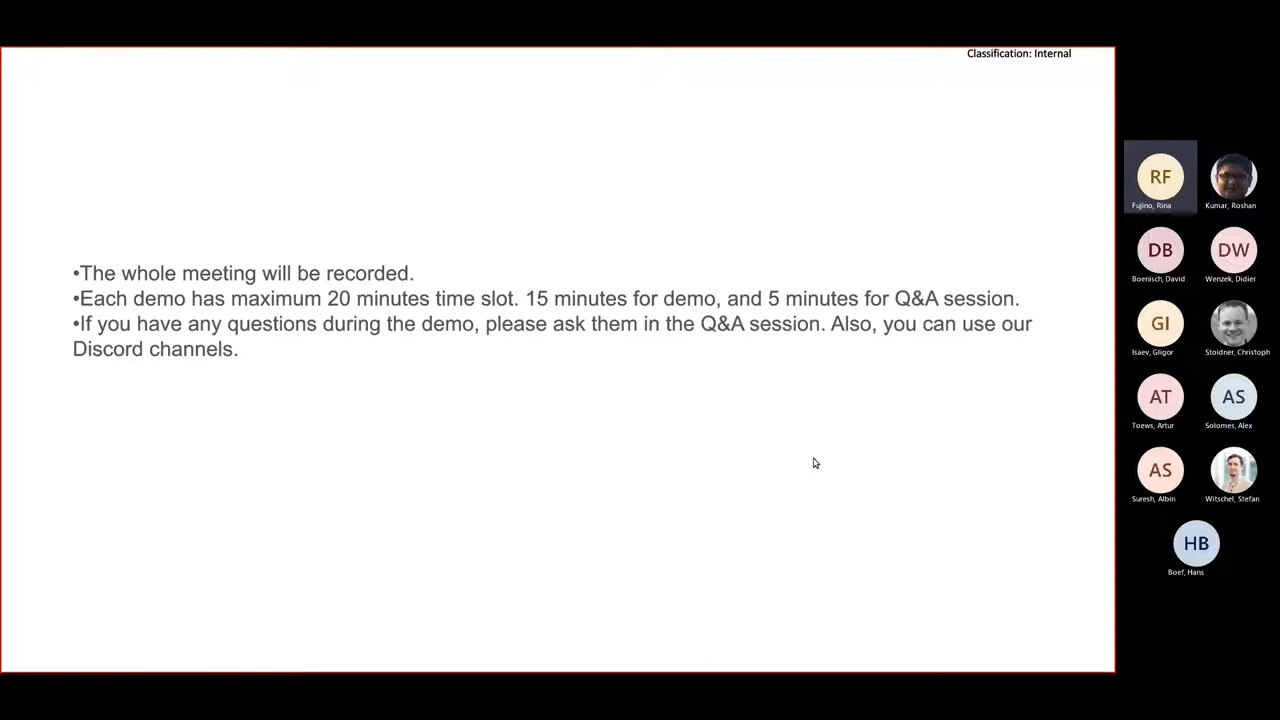 Classification: Internal
•The whole meeting will be recorded.
•Each demo has maximum 20 minutes time slot. 15 minutes for demo, and 5 minutes for Q&A session.
•If you have any questions during the demo, please ask them in the Q&A session. Also, you can use our
Discord channels.
RF
Fujino, Rina
Kumar, Roshan
DB
Boenisch, David
DW
Wenzek, Didier
GI
Isaev, Gligor
Stoidner, Christoph
AT
Toews, Artur
AS
Solomes, Alex
AS
Suresh, Albin
Witschel, Stefan
HB
Boef, Hans